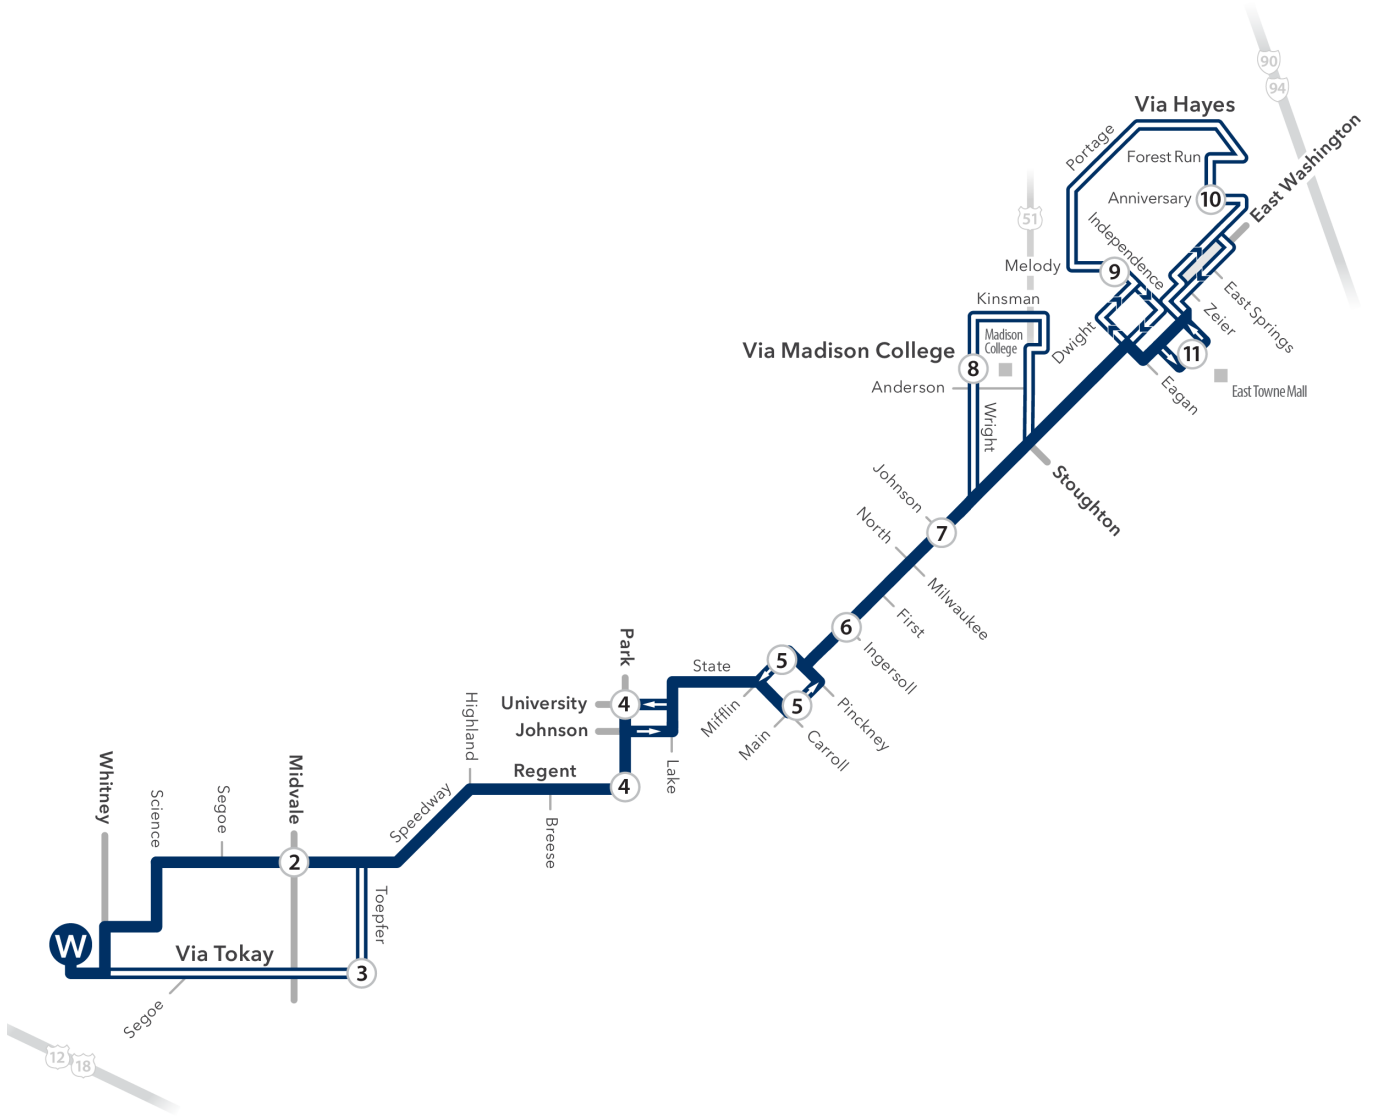 90
94
Via Hayes
East Washington
Portage
Forest Run
Anniversary
10
51
Independence
Melody
9
Kinsman
East Springs
Zeier
Madison
College
Dwight
Via Madison College
8
11
Anderson
Eagan
East Towne Mall
Wright
Stoughton
Johnson
7
North
Milwaukee
First
6
Ingersoll
Park
State
5
University
4
5
Pinckney
Mifflin
Johnson
Main
Carroll
Highland
Lake
Regent
4
Whitney
Midvale
Science
Segoe
Speedway
Breese
2
Toepfer
W
Via Tokay
3
Segoe
12
18